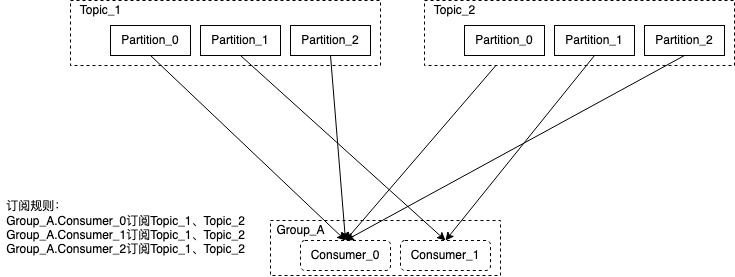 Topic_1
Topic_2
Partition_0
Partition_1
Partition_2
Partition_0
Partition_1
Partition_2
订阅规则：
Group_A.Consumer_0订阅Topic_1、Topic_2
Group_A.Consumer_1订阅Topic_1、Topic_2
Group_A.Consumer_2订阅Topic_1、Topic_2
Group_A
Consumer_0
Consumer_1